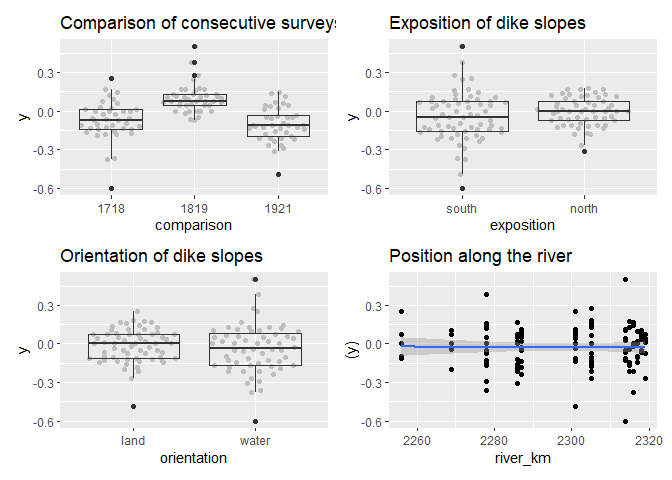 Comparison of consecutive surveys
0.3
0.0
-0.3
-0.6
y
1718
1819
1921
comparison
Exposition of dike slopes
0.3
0.0
-0.3
-0.6
y
south
north
exposition
Orientation of dike slopes
0.3
0.0
-0.3
-0.6
y
land
water
orientation
Position along the river
0.3
0.0
-0.3
-0.6
(y)
2260
2280
2300
2320
river_km